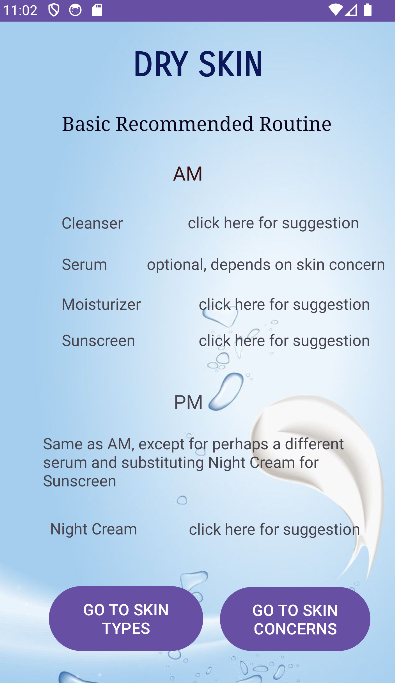 11:02
DRY SKIN
Basic Recommended Routine
AM
Cleanser click here for suggestion
Serum optional, depends on skin concern
Moisturizer click here for suggestion
Sunscreen click here for suggestion
PM
Same as AM, except for perhaps a different
serum and substituting Night Cream for
Sunscreen
Night Cream click here for suggestion
GO TO SKIN
TYPES
GO TO SKIN
CONCERNS